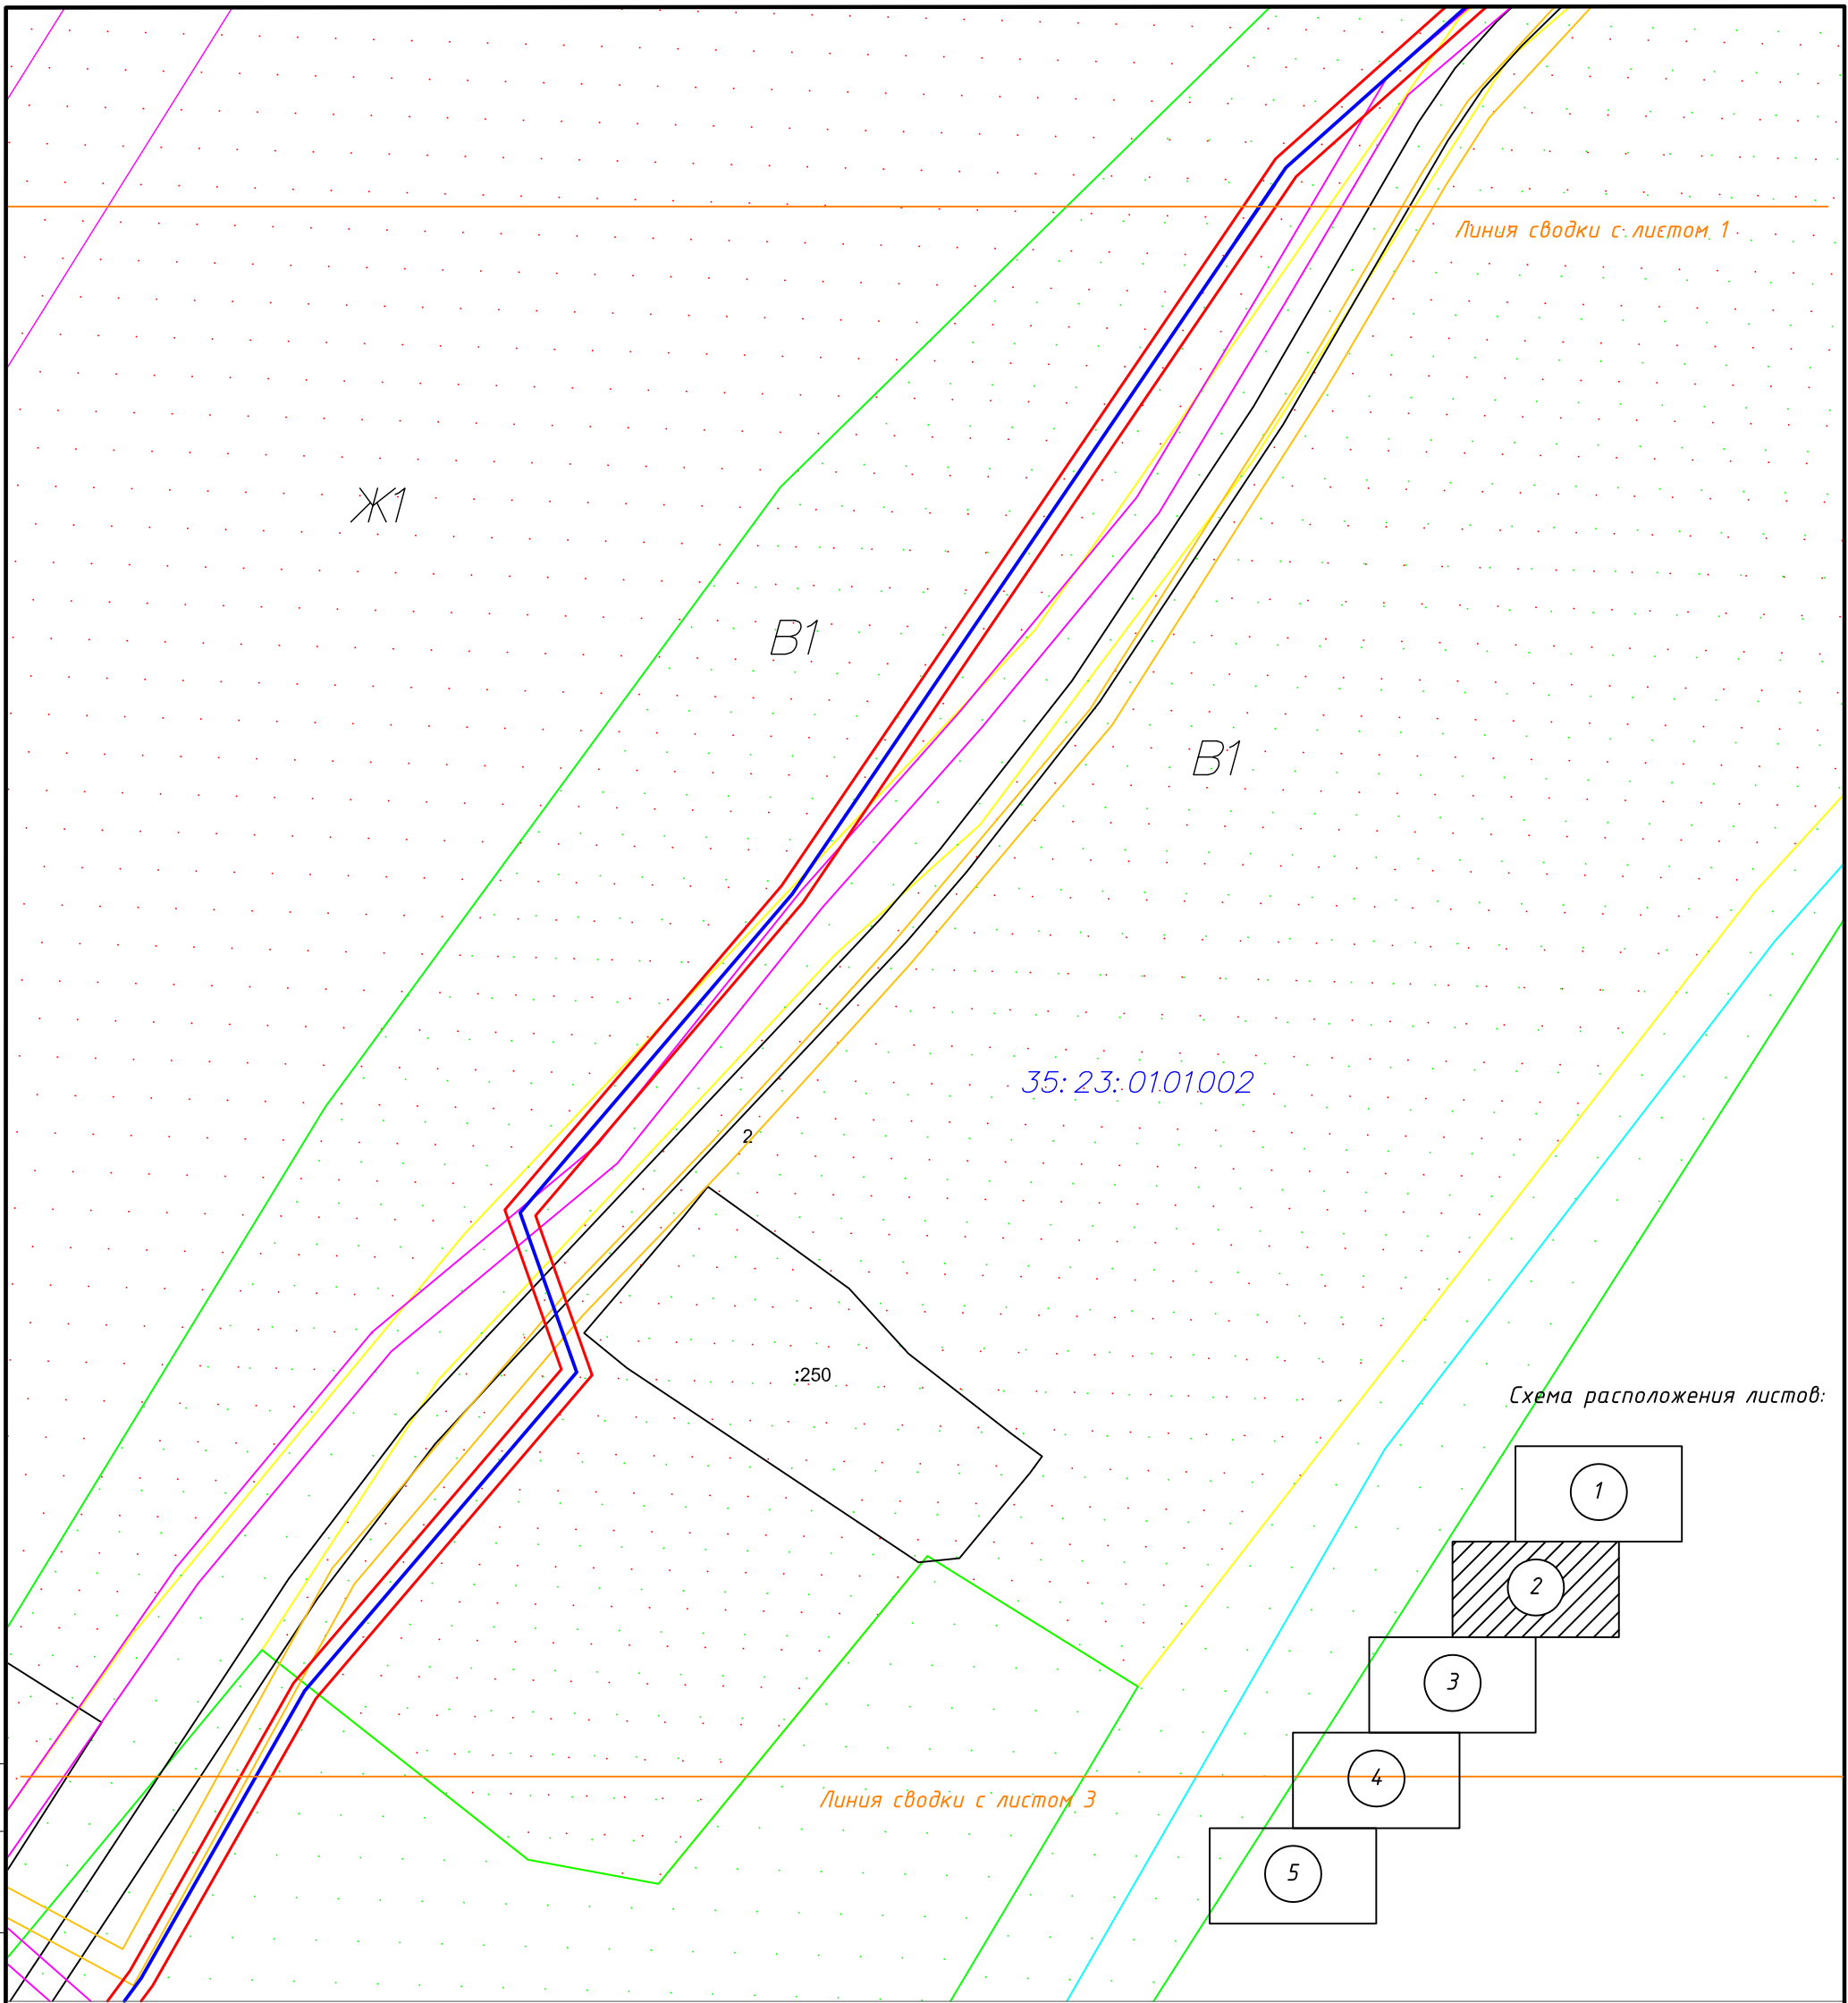 Линия сводки с листом 1
Ж1
В1
В1
35:23:0101002
2
:250
Схема расположения листов:
1
2
3
4
5
Линия сводки с листом 3